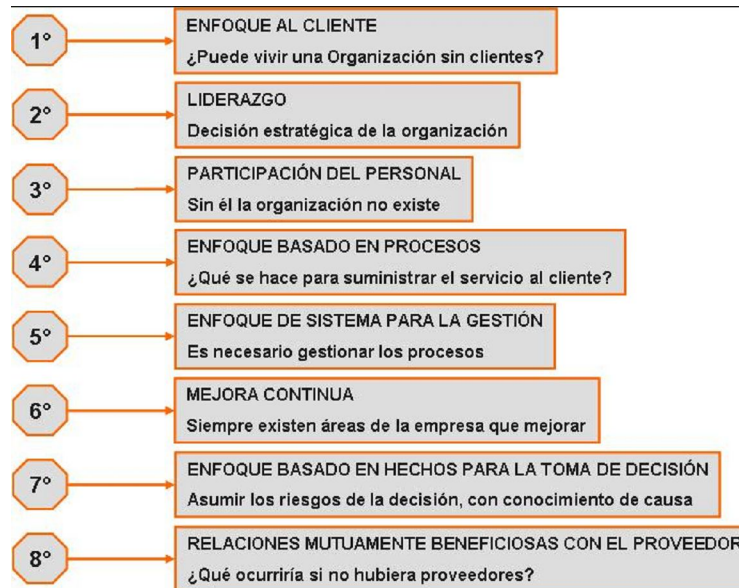 1°
ENFOQUE AL CLIENTE
¿Puede vivir una Organización sin clientes?
2°
LIDERAZGO
Decisión estratégica de la organización
3°
PARTICIPACIÓN DEL PERSONAL
Sin él la organización no existe
4°
ENFOQUE BASADO EN PROCESOS
¿Qué se hace para suministrar el servicio al cliente?
5°
ENFOQUE DE SISTEMA PARA LA GESTIÓN
Es necesario gestionar los procesos
6°
MEJORA CONTINUA
Siempre existen áreas de la empresa que mejorar
7°
ENFOQUE BASADO EN HECHOS PARA LA TOMA DE DECISIÓN
Asumir los riesgos de la decisión, con conocimiento de causa
8°
RELACIONES MUTUAMENTE BENEFICIOSAS CON EL PROVEEDOR
¿Qué ocurriría si no hubiera proveedores?